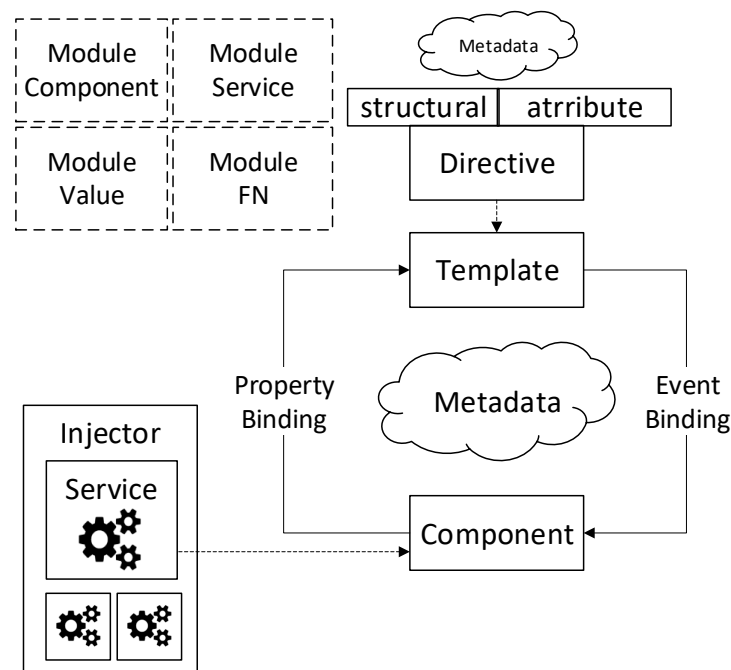 Module
Component
Module
Service
Module
Value
Module
FN
Metadata
structural
atrribute
Directive
Template
Property
Binding
Metadata
Event
Binding
Injector
Service
Component